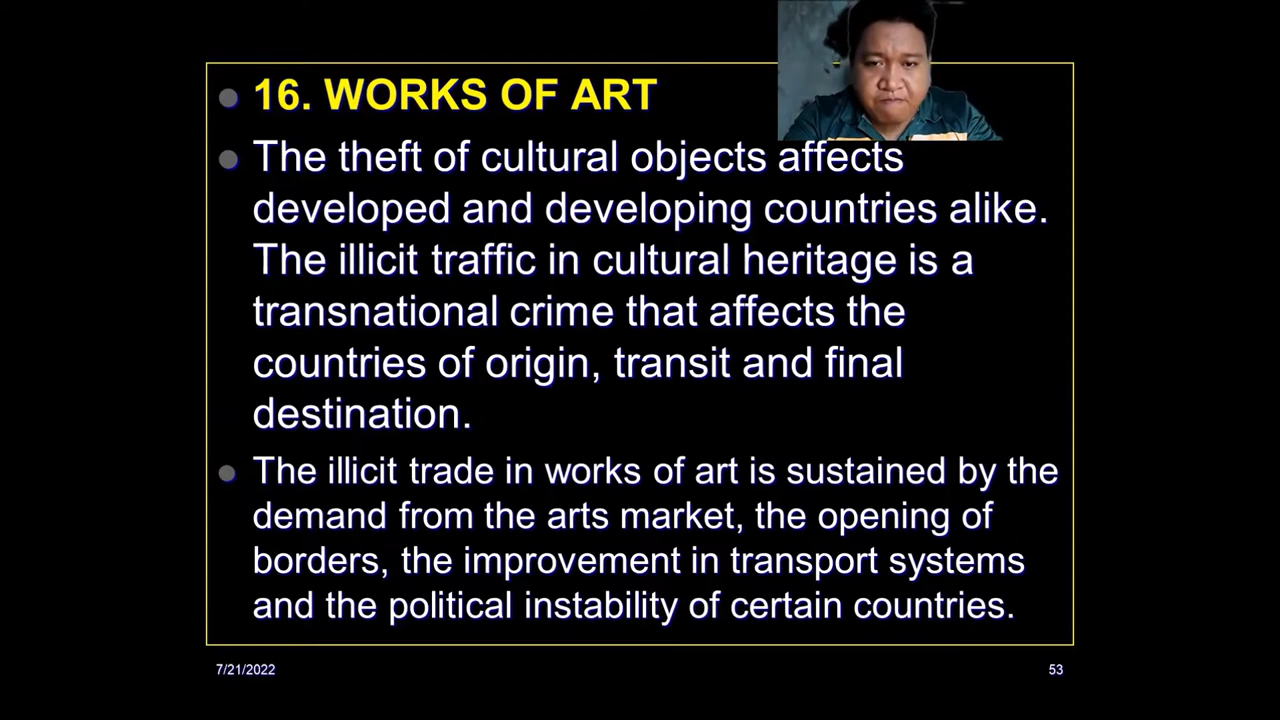 16. WORKS OF ART
The theft of cultural objects affects
developed and developing countries alike.
The illicit traffic in cultural heritage is a
transnational crime that affects the
countries of origin, transit and final
destination.
The illicit trade in works of art is sustained by the
demand from the arts market, the opening of
borders, the improvement in transport systems
and the political instability of certain countries.
7/21/2022
53